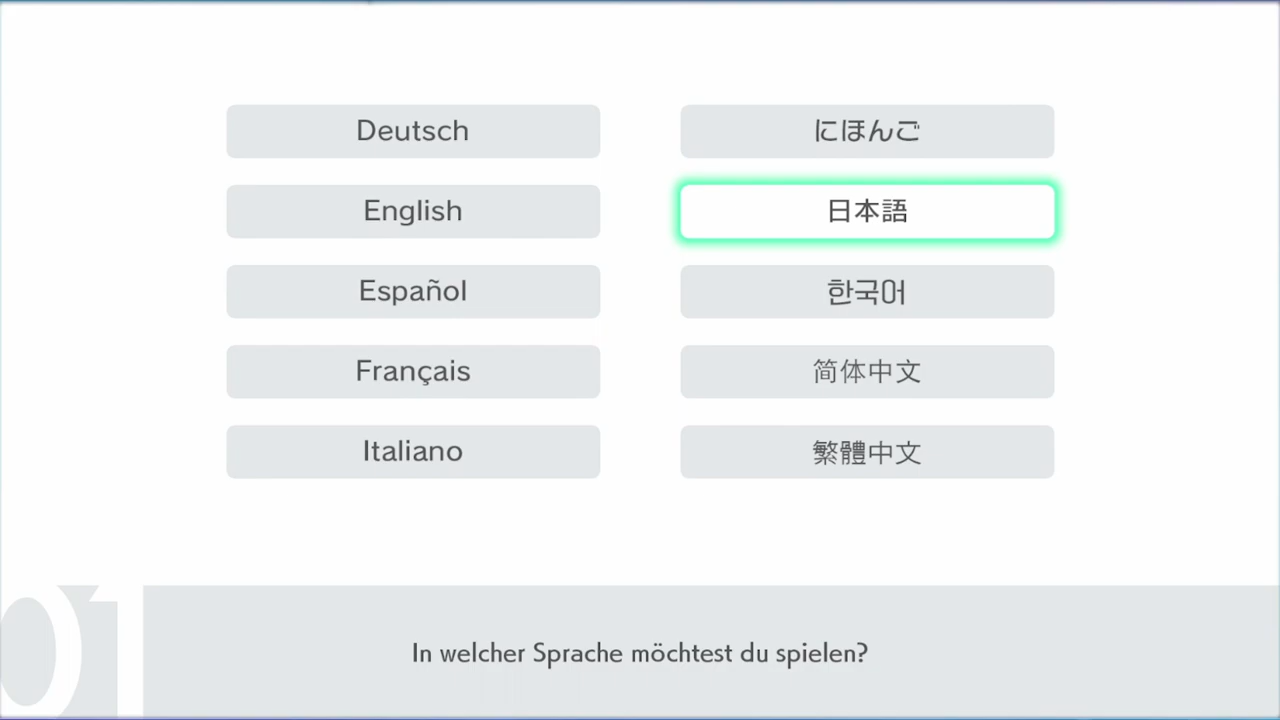 Deutsch
English
Español
Français
Italiano
にほんご
日本語
한국어
简体中文
繁體中文
01
In welcher Sprache möchtest du spielen?